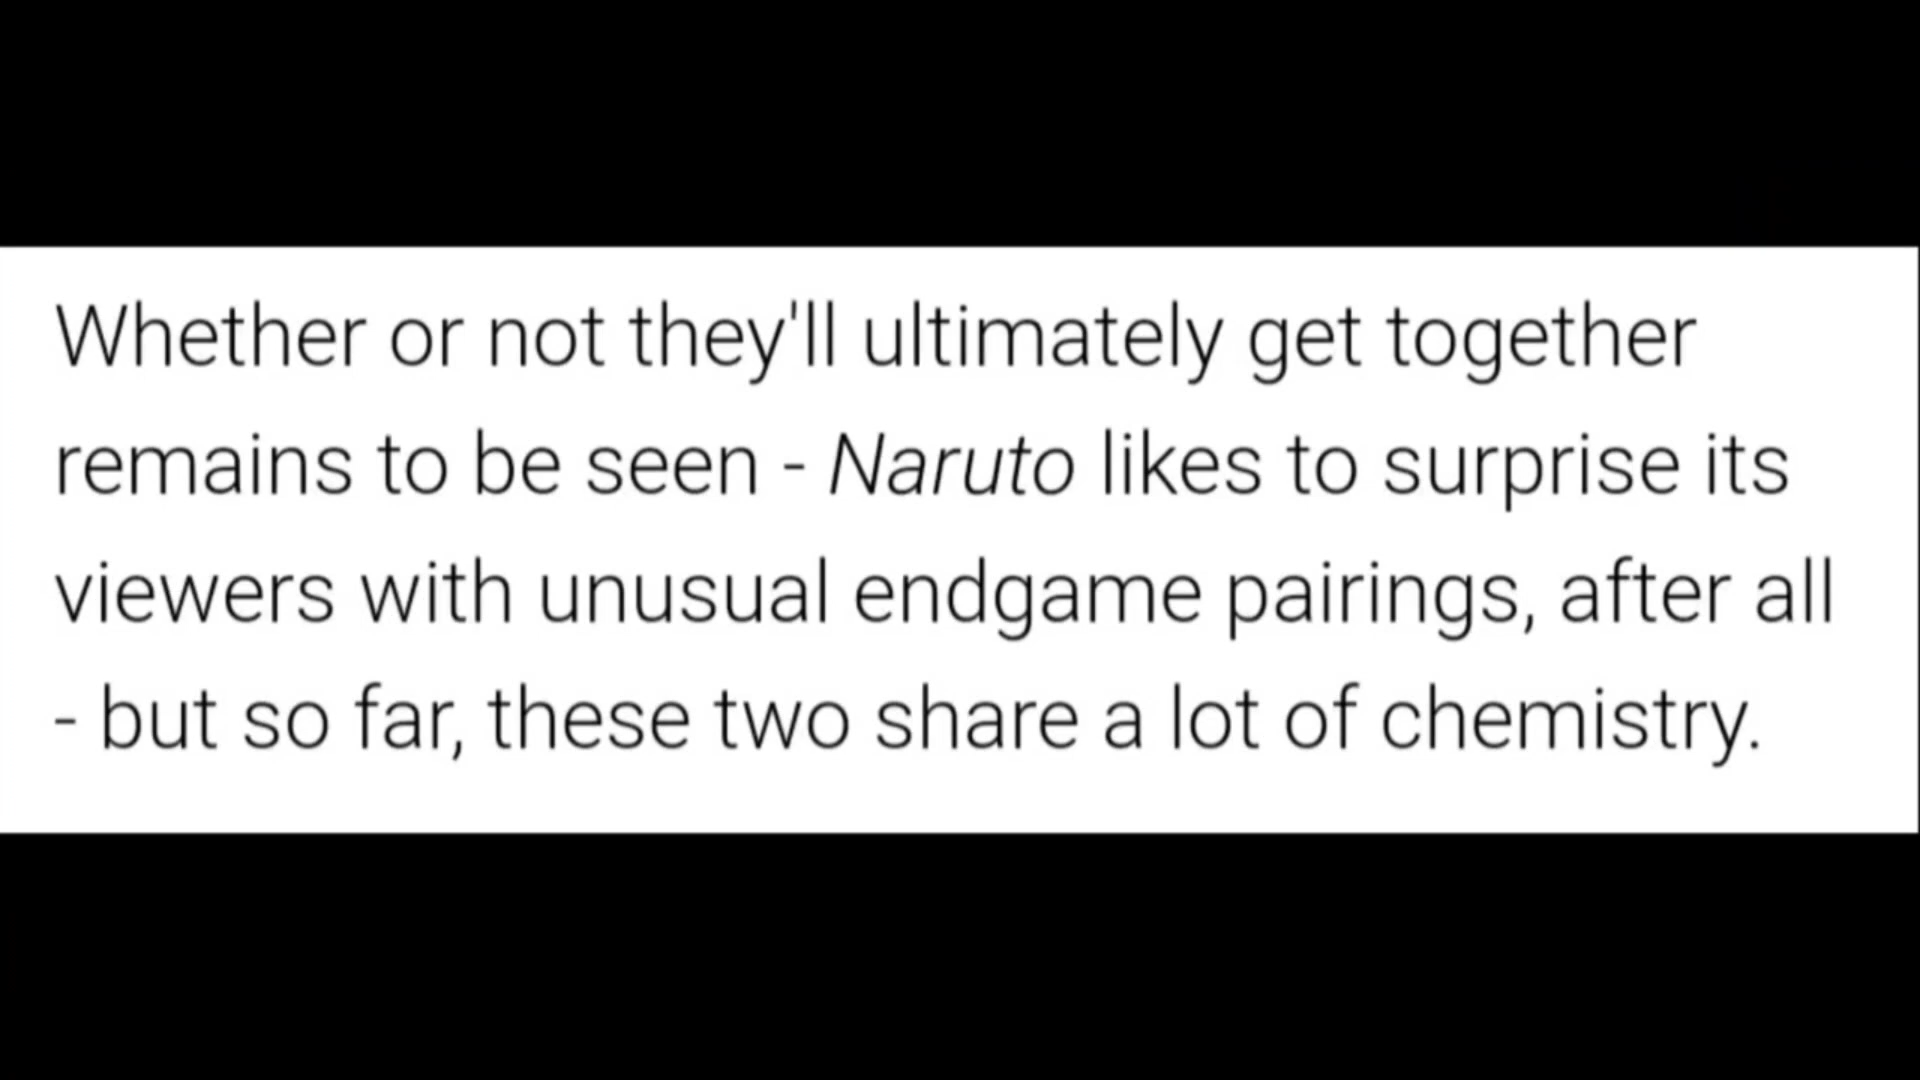 Whether or not they'll ultimately get together
remains to be seen - Naruto likes to surprise its
viewers with unusual endgame pairings, after all
- but so far, these two share a lot of chemistry.